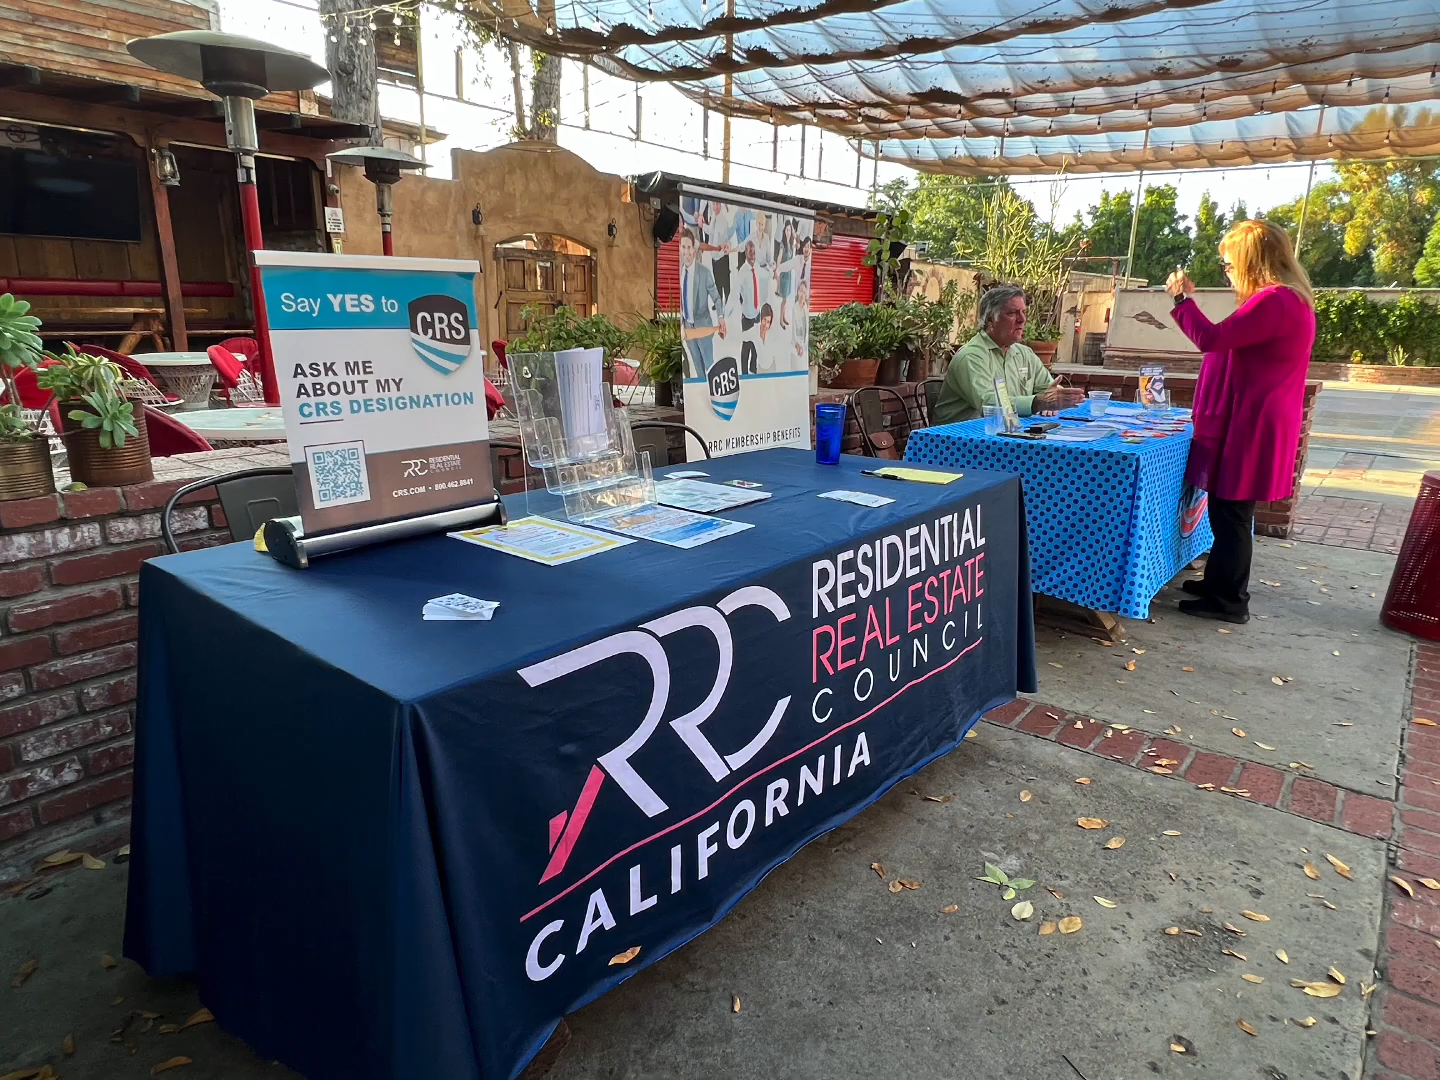 Say YES to
CRS
ASK ME
ABOUT MY
CRS DESIGNATION
RRC
RESIDENTIAL
REAL ESTATE
COUNCIL
CRS.COM • 800.462.8841
CRS
RRC MEMBERSHIP BENEFITS
RRC
RESIDENTIAL
REAL ESTATE
COUNCIL
CALIFORNIA